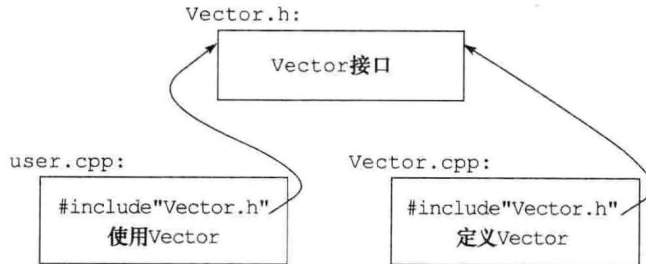 Vector.h:
Vector接口
user.cpp:
#include"Vector.h"
使用Vector
Vector.cpp:
#include"Vector.h"
定义Vector